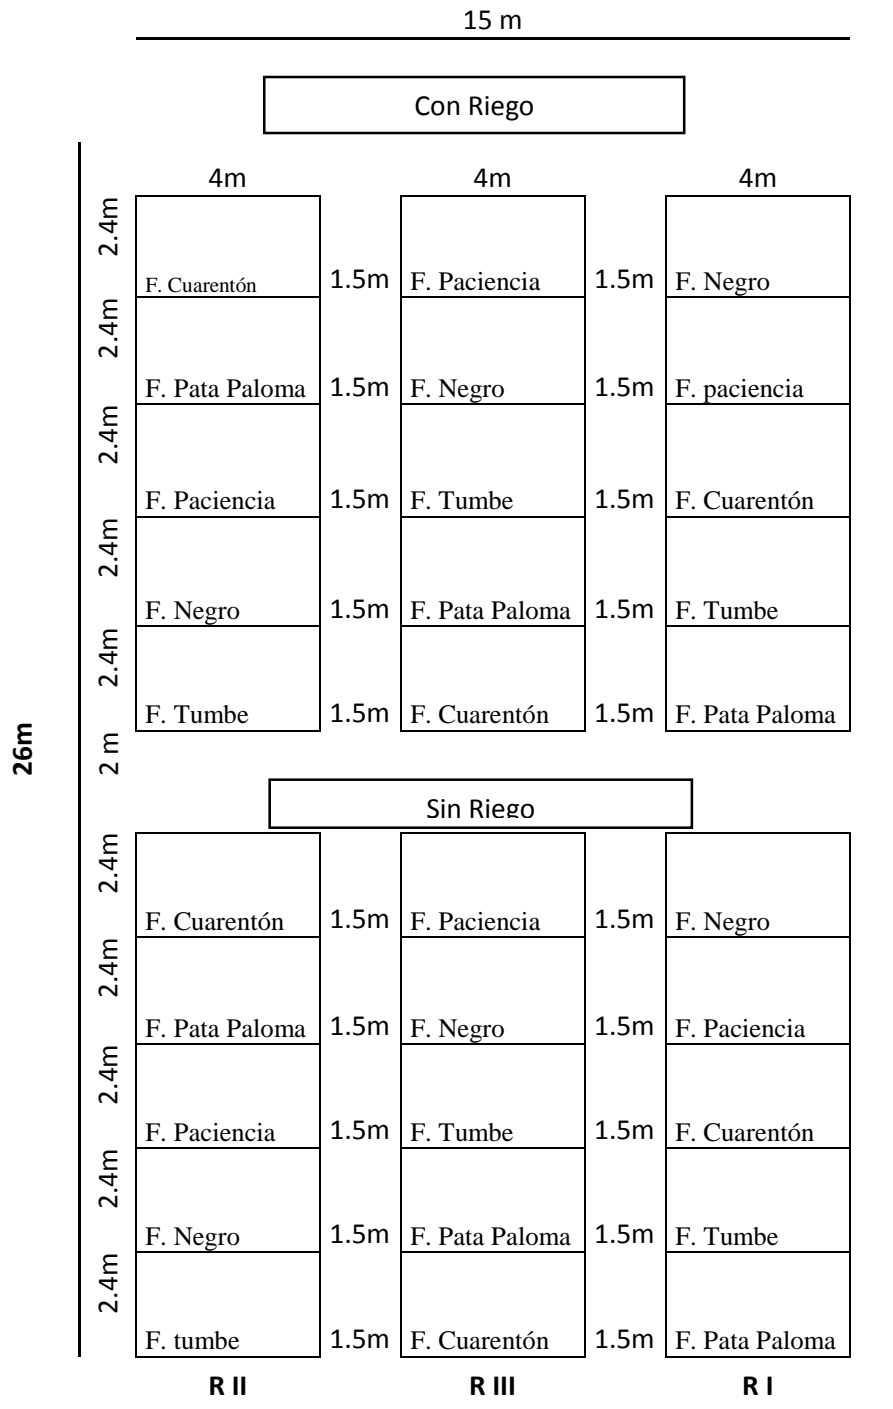 15 m
Con Riego
4m 4m 4m
2.4m
F. Cuarentón 1.5m F. Paciencia 1.5m F. Negro
2.4m
F. Pata Paloma 1.5m F. Negro 1.5m F. paciencia
2.4m
F. Paciencia 1.5m F. Tumbe 1.5m F. Cuarentón
2.4m
F. Negro 1.5m F. Pata Paloma 1.5m F. Tumbe
2.4m
F. Tumbe 1.5m F. Cuarentón 1.5m F. Pata Paloma
26m
2 m
Sin Riego
2.4m
F. Cuarentón 1.5m F. Paciencia 1.5m F. Negro
2.4m
F. Pata Paloma 1.5m F. Negro 1.5m F. Paciencia
2.4m
F. Paciencia 1.5m F. Tumbe 1.5m F. Cuarentón
2.4m
F. Negro 1.5m F. Pata Paloma 1.5m F. Tumbe
2.4m
F. tumbe 1.5m F. Cuarentón 1.5m F. Pata Paloma
R II R III R I